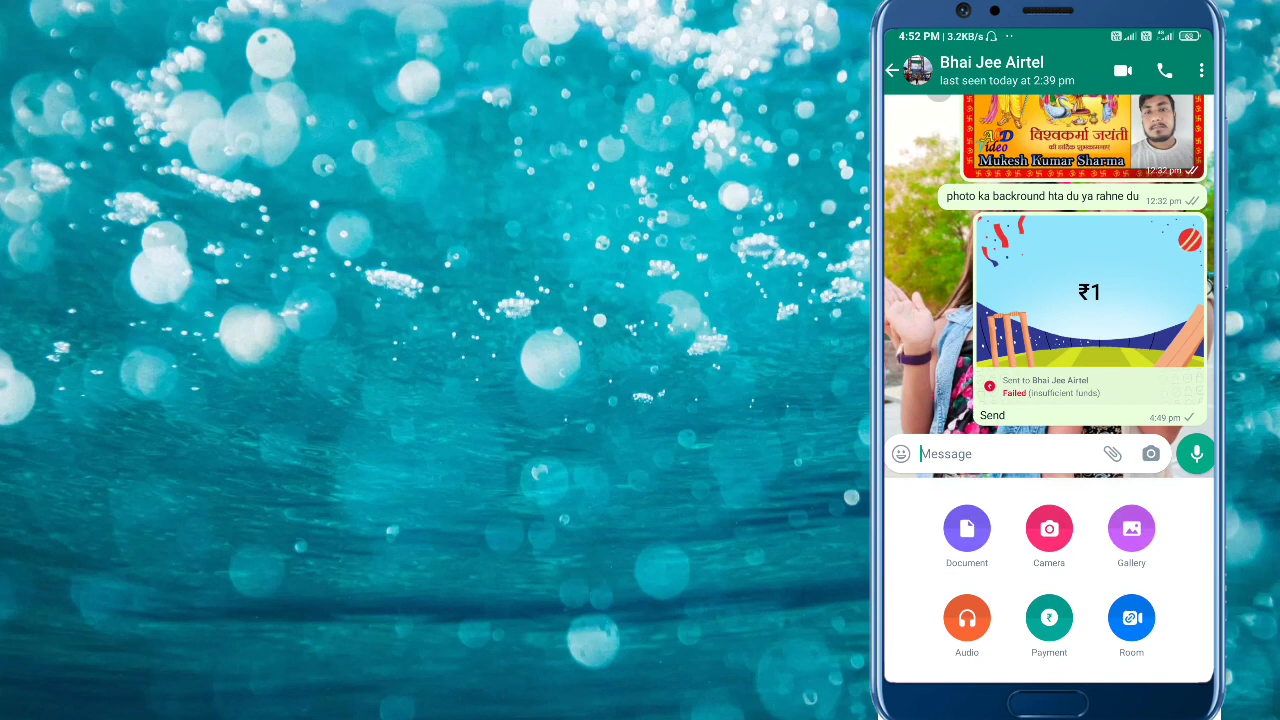 4:52 PM | 3.2KB/s
Bhai Jee Airtel
last seen today at 2:39 pm
विश्वकर्मा जयंती
की हार्दिक शुभकामनाएं
Mukesh Kumar Sharma
12:32 pm
photo ka backround hta du ya rahne du
12:32 pm
₹1
Sent to Bhai Jee Airtel
Failed (insufficient funds)
Send
4:49 pm
Message
Document
Camera
Gallery
Audio
Payment
Room